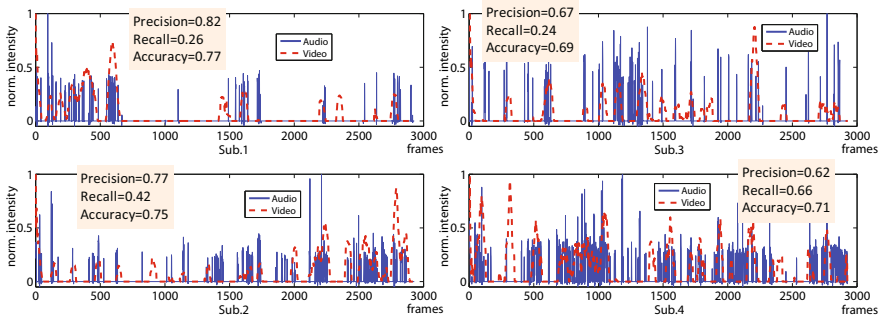 Precision=0.82
Recall=0.26
Accuracy=0.77
Audio
Video
norm. intensity
1
0.5
0
0 500 1000 1500 2000 2500 3000
Sub.1 frames
Precision=0.67
Recall=0.24
Accuracy=0.69
Audio
Video
norm. intensity
1
0.5
0
0 500 1000 1500 2000 2500 3000
Sub.3 frames
Precision=0.77
Recall=0.42
Accuracy=0.75
Audio
Video
norm. intensity
1
0.5
0
0 500 1000 1500 2000 2500 3000
Sub.2 frames
Precision=0.62
Recall=0.66
Accuracy=0.71
Audio
Video
norm. intensity
1
0.5
0
0 500 1000 1500 2000 2500 3000
Sub.4 frames